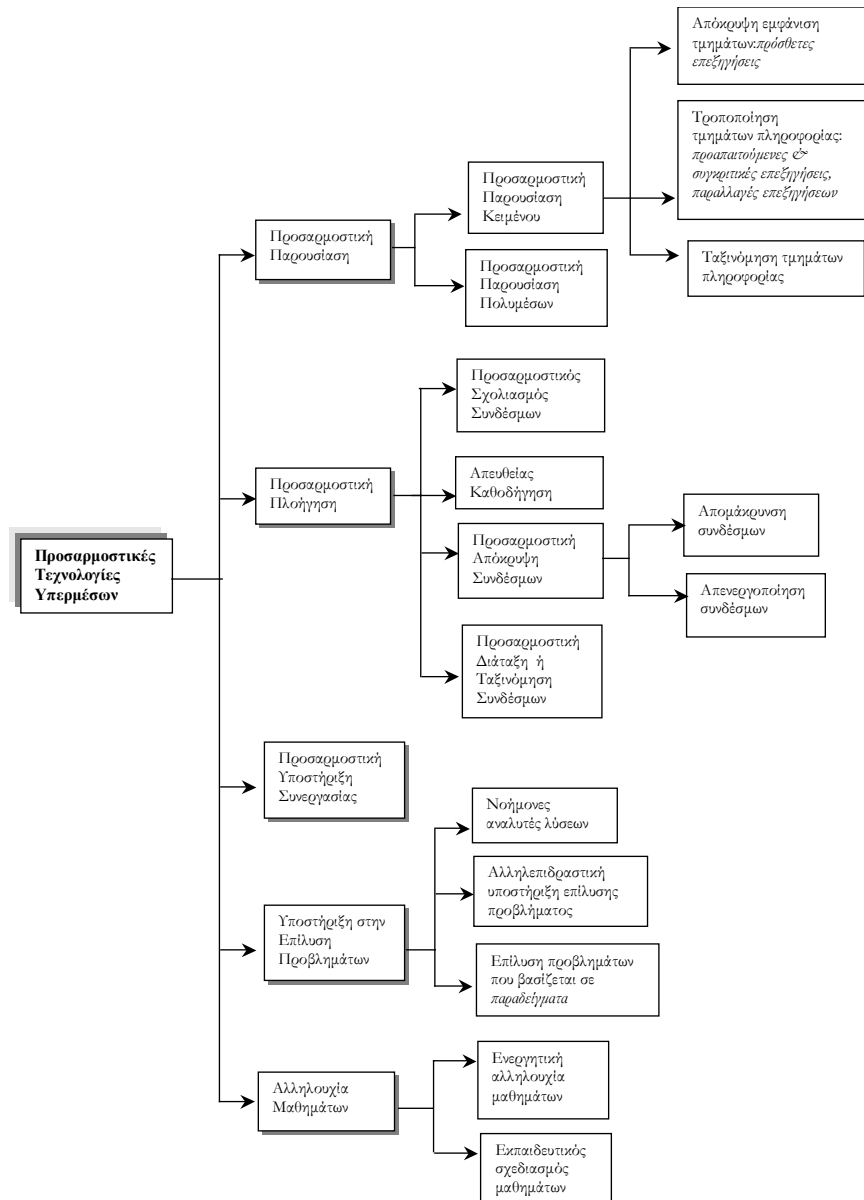 Απόκρυψη εμφάνιση
τμημάτων:πρόσθετες
επεξηγήσεις
Τροποποίηση
τμημάτων πληροφορίας:
προαπαιτούμενες &
συγκριτικές επεξηγήσεις,
παραλλαγές επεξηγήσεων
Ταξινόμηση τμημάτων
πληροφορίας
Προσαρμοστική
Παρουσίαση
Κειμένου
Προσαρμοστική
Παρουσίαση
Προσαρμοστική
Παρουσίαση
Πολυμέσων
Προσαρμοστικός
Σχολιασμός
Συνδέσμων
Προσαρμοστική
Πλοήγηση
Απευθείας
Καθοδήγηση
Προσαρμοστική
Απόκρυψη
Συνδέσμων
Απομάκρυνση
συνδέσμων
Απενεργοποίηση
συνδέσμων
Προσαρμοστικές
Τεχνολογίες
Υπερμέσων
Προσαρμοστική
Διάταξη ή
Ταξινόμηση
Συνδέσμων
Προσαρμοστική
Υποστήριξη
Συνεργασίας
Νοήμονες
αναλυτές λύσεων
Αλληλεπιδραστική
υποστήριξη επίλυσης
προβλήματος
Υποστήριξη στην
Επίλυση
Προβλημάτων
Επίλυση προβλημάτων
που βασίζεται σε
παραδείγματα
Ενεργητική
αλληλουχία
μαθημάτων
Αλληλουχία
Μαθημάτων
Εκπαιδευτικός
σχεδιασμός
μαθημάτων